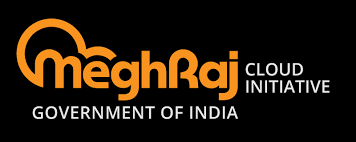 MeghRaj
CLOUD
INITIATIVE
GOVERNMENT OF INDIA